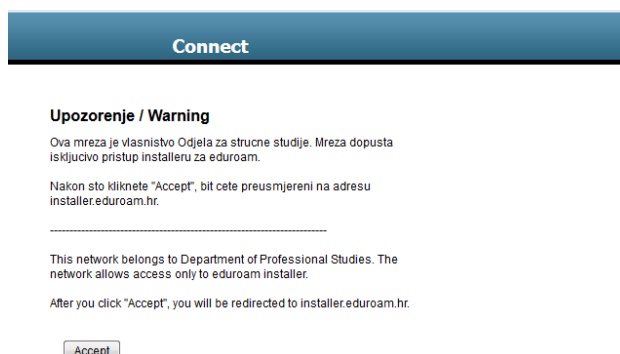 Connect
Upozorenje / Warning
Ova mreza je vlasnistvo Odjela za strucne studije. Mreza dopusta
iskljucivo pristup installeru za eduroam.
Nakon sto kliknete "Accept", bit cete preusmjereni na adresu
installer.eduroam.hr.
------------------------------------------------------------------------
This network belongs to Department of Professional Studies. The
network allows access only to eduroam installer.
After you click "Accept", you will be redirected to installer.eduroam.hr.
Accept